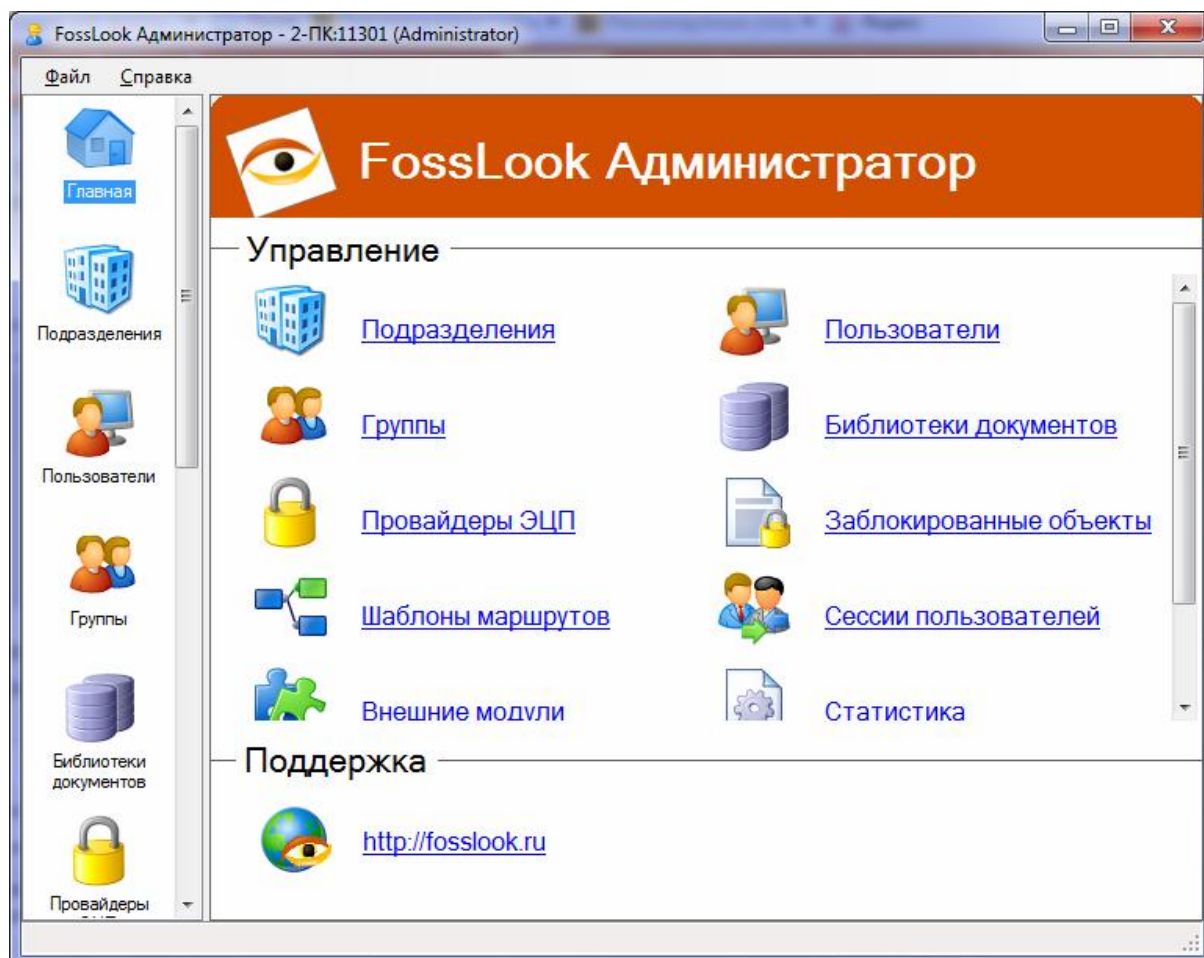 FossLook Администратор - 2-ПК:11301 (Administrator)
Файл Справка
Главная
Подразделения
Пользователи
Группы
Библиотеки
документов
Провайдеры
FossLook Администратор
Управление
Подразделения Пользователи
Группы Библиотеки документов
Провайдеры ЭЦП Заблокированные объекты
Шаблоны маршрутов Сессии пользователей
Внешние модули Статистика
Поддержка
http://fosslook.ru